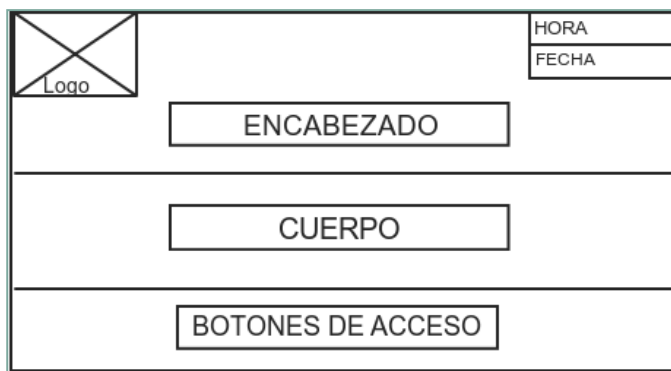 Logo
HORA
FECHA
ENCABEZADO
CUERPO
BOTONES DE ACCESO